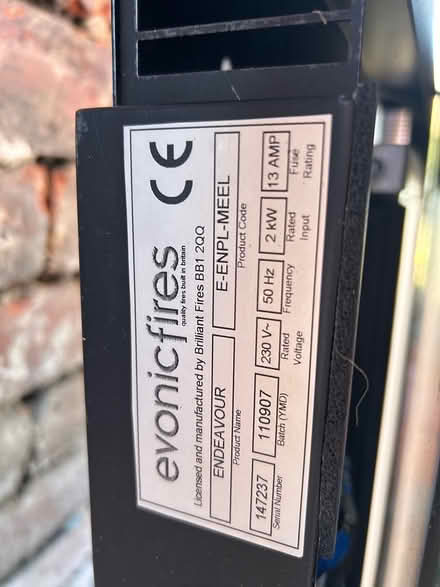 evonicfires
quality fires built in britain
CE
Licensed and manufactured by Brilliant Fires BB1 2QQ
ENDEAVOUR E-ENPL-MEEL
Product Name Product Code
147237 110907 230 V~ 50 Hz 2 kW 13 AMP
Serial Number Batch (YMD) Rated Voltage Frequency Rated Input Fuse Rating